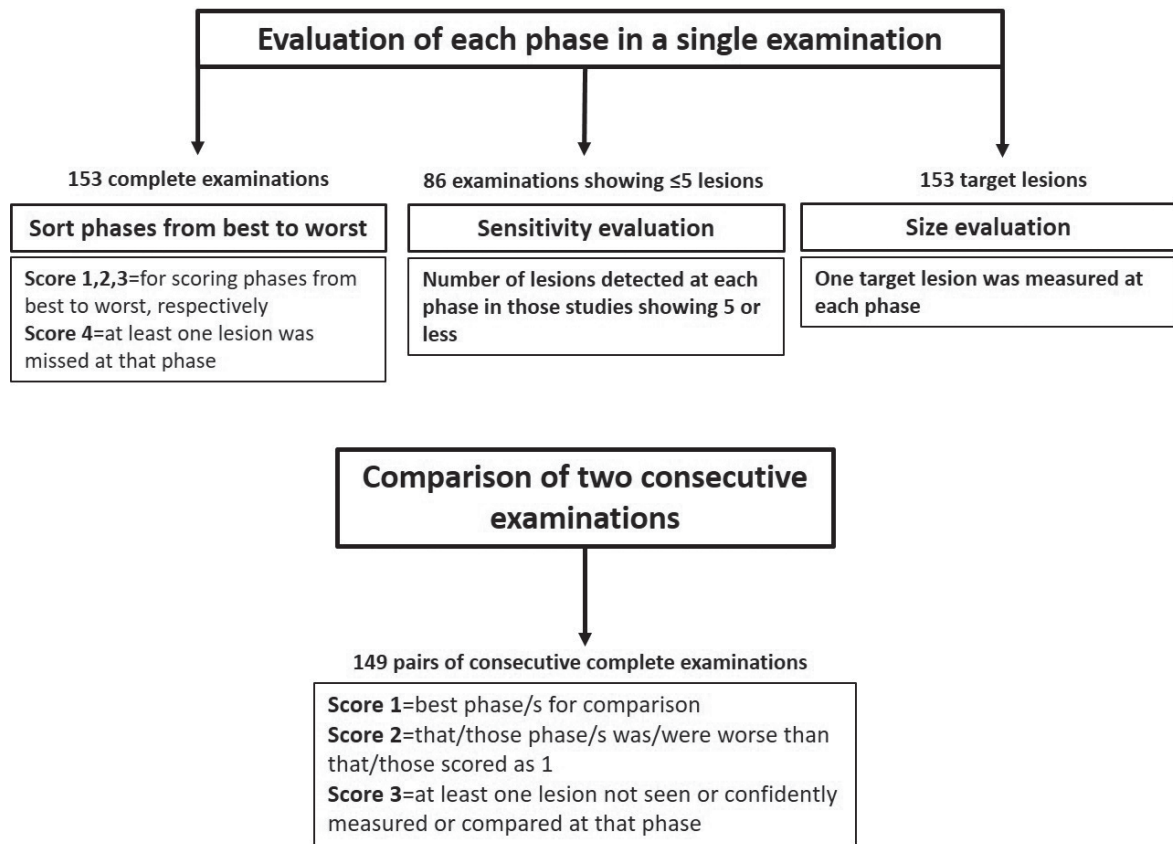 Evaluation of each phase in a single examination
153 complete examinations
Sort phases from best to worst
Score 1,2,3=for scoring phases from
best to worst, respectively
Score 4=at least one lesion was
missed at that phase
86 examinations showing ≤5 lesions
Sensitivity evaluation
Number of lesions detected at each
phase in those studies showing 5 or
less
153 target lesions
Size evaluation
One target lesion was measured at
each phase
Comparison of two consecutive
examinations
149 pairs of consecutive complete examinations
Score 1=best phase/s for comparison
Score 2=that/those phase/s was/were worse than
that/those scored as 1
Score 3=at least one lesion not seen or confidently
measured or compared at that phase